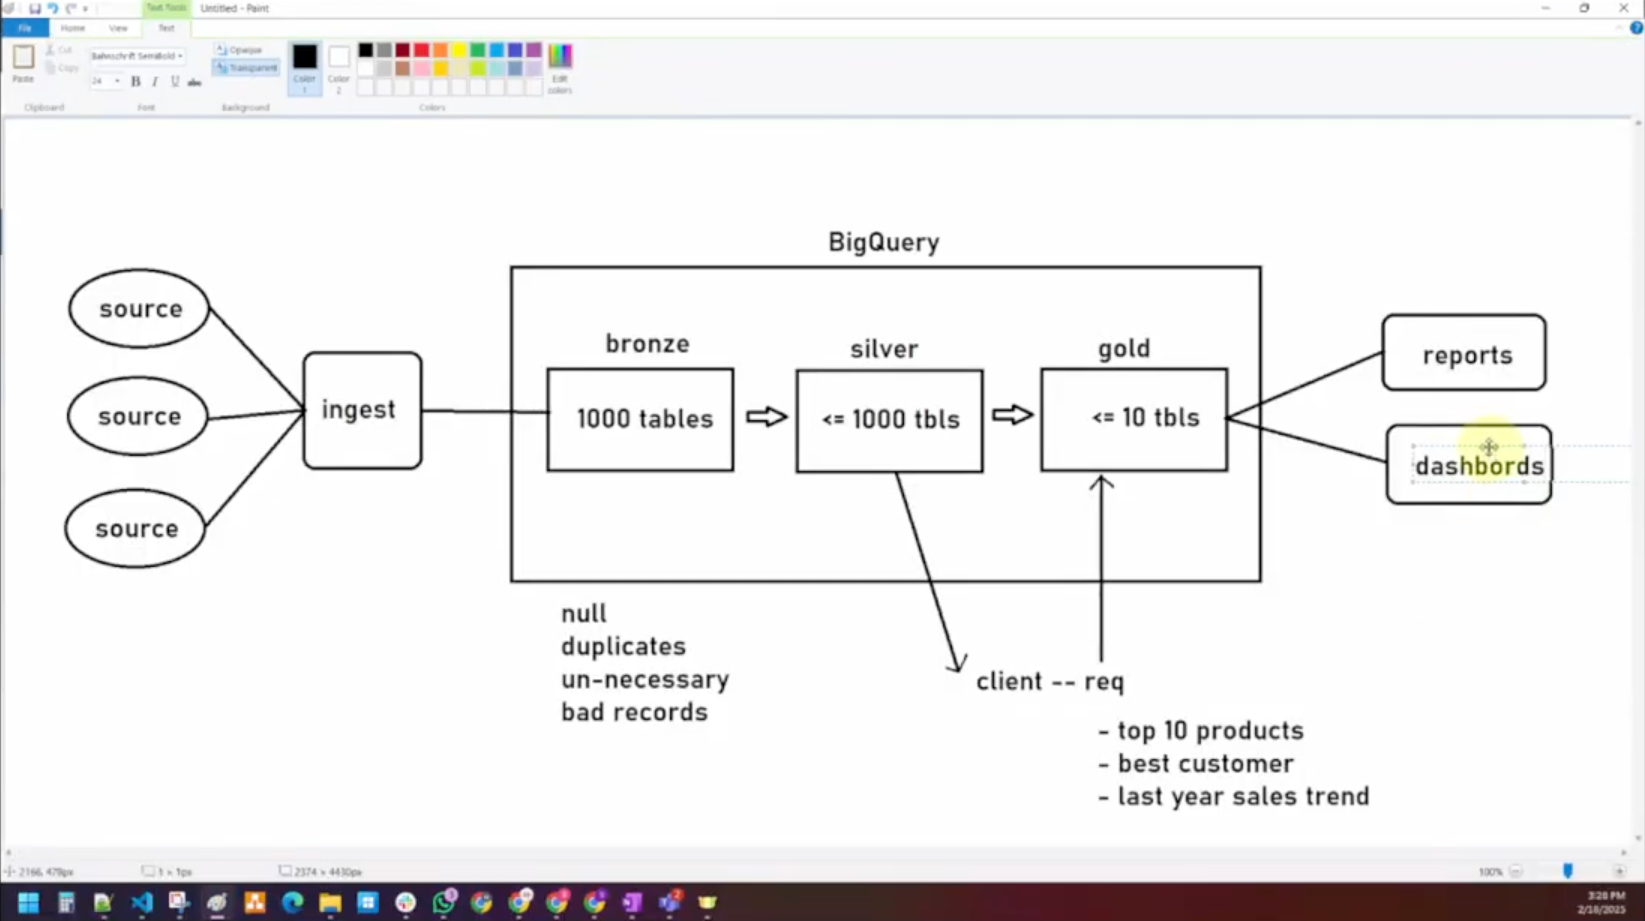 Text Tools
Untitled - Paint
File
Home
View
Text
Paste
Cut
Copy
Clipboard
Bahnschrift SemiBold
24
B I U abc
Font
Opaque
Transparent
Background
Color 1
Color 2
Edit colors
Colors
BigQuery
source
source
source
ingest
bronze
1000 tables
silver
<= 1000 tbls
gold
<= 10 tbls
reports
dashbords
null
duplicates
un-necessary
bad records
client -- req
- top 10 products
- best customer
- last year sales trend
2166, 479px
1 × 1px
2374 × 4430px
100%
3:28 PM
2/18/2025